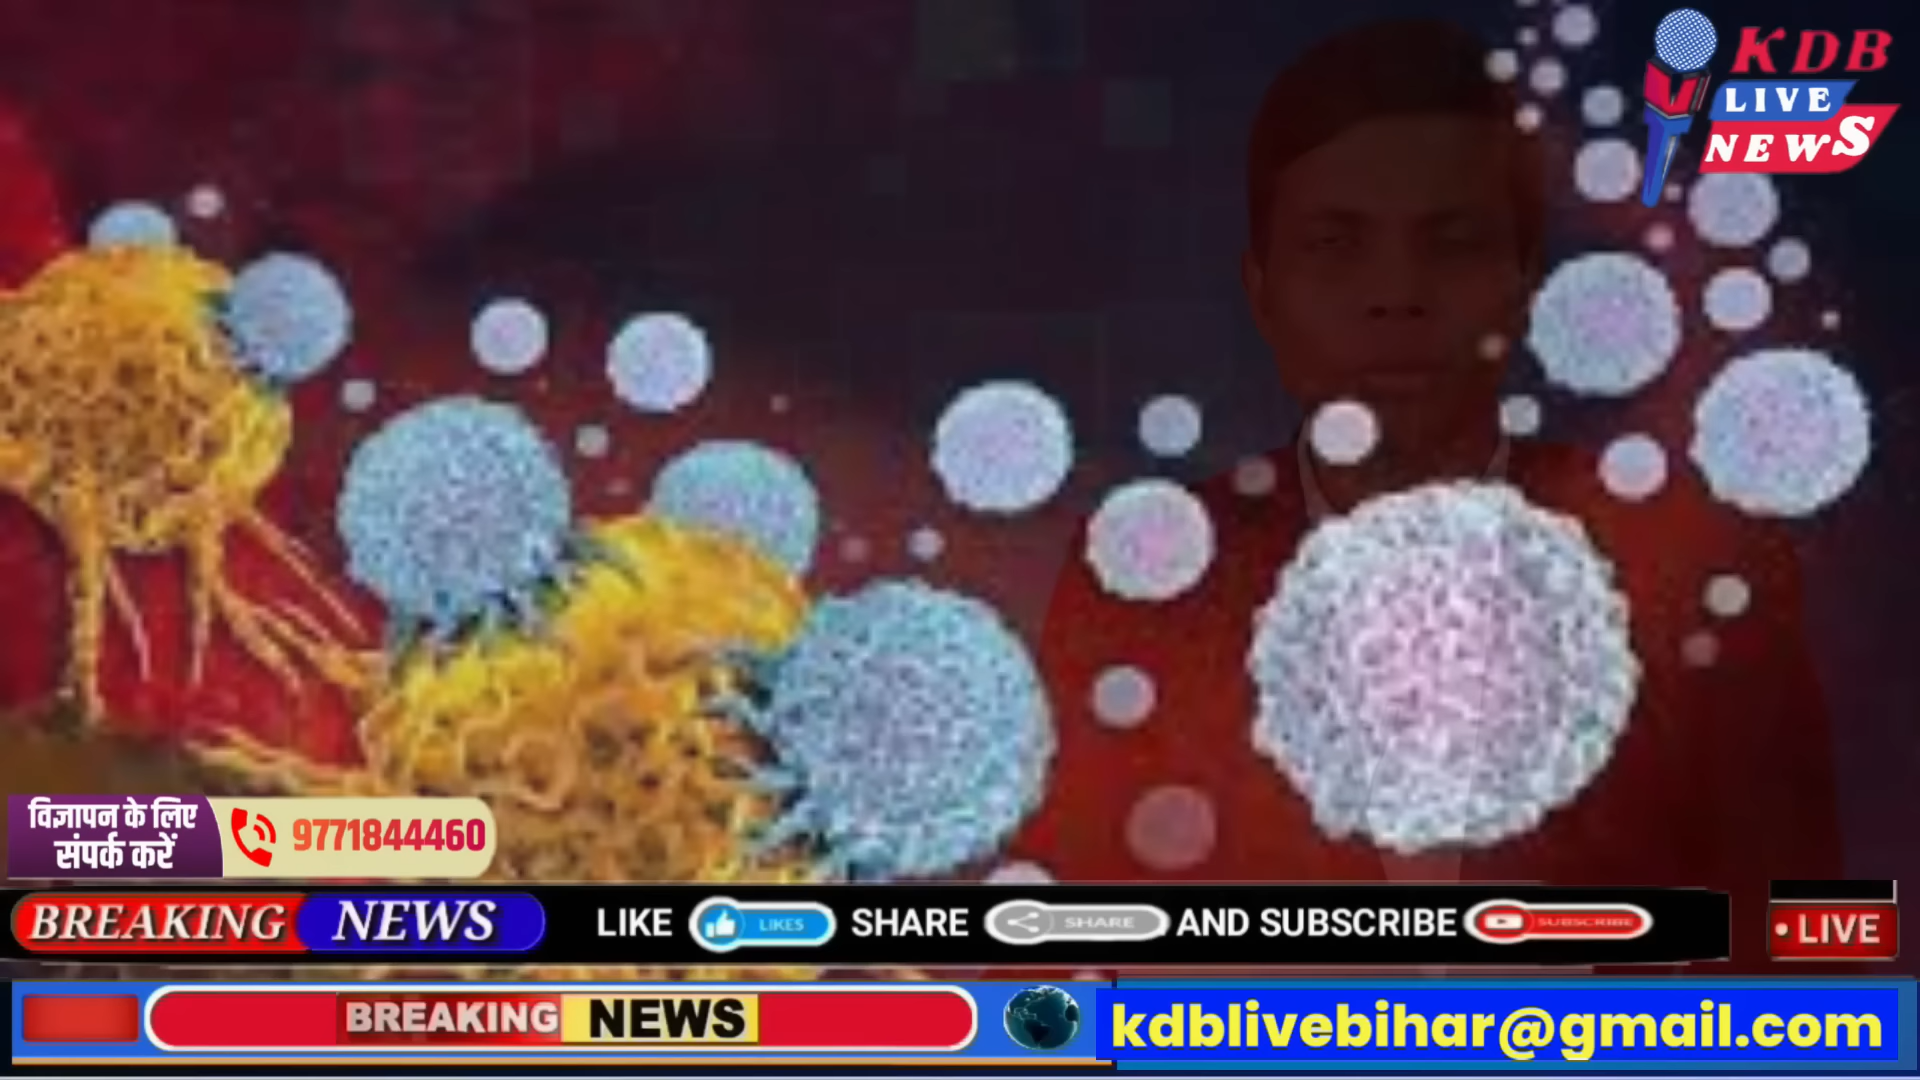 KDB
LIVE
NEWS
विज्ञापन के लिए
संपर्क करें
9771844460
BREAKING NEWS
LIKE LIKES SHARE SHARE AND SUBSCRIBE SUBSCRIBE
LIVE
BREAKING NEWS
kdblivebihar@gmail.com